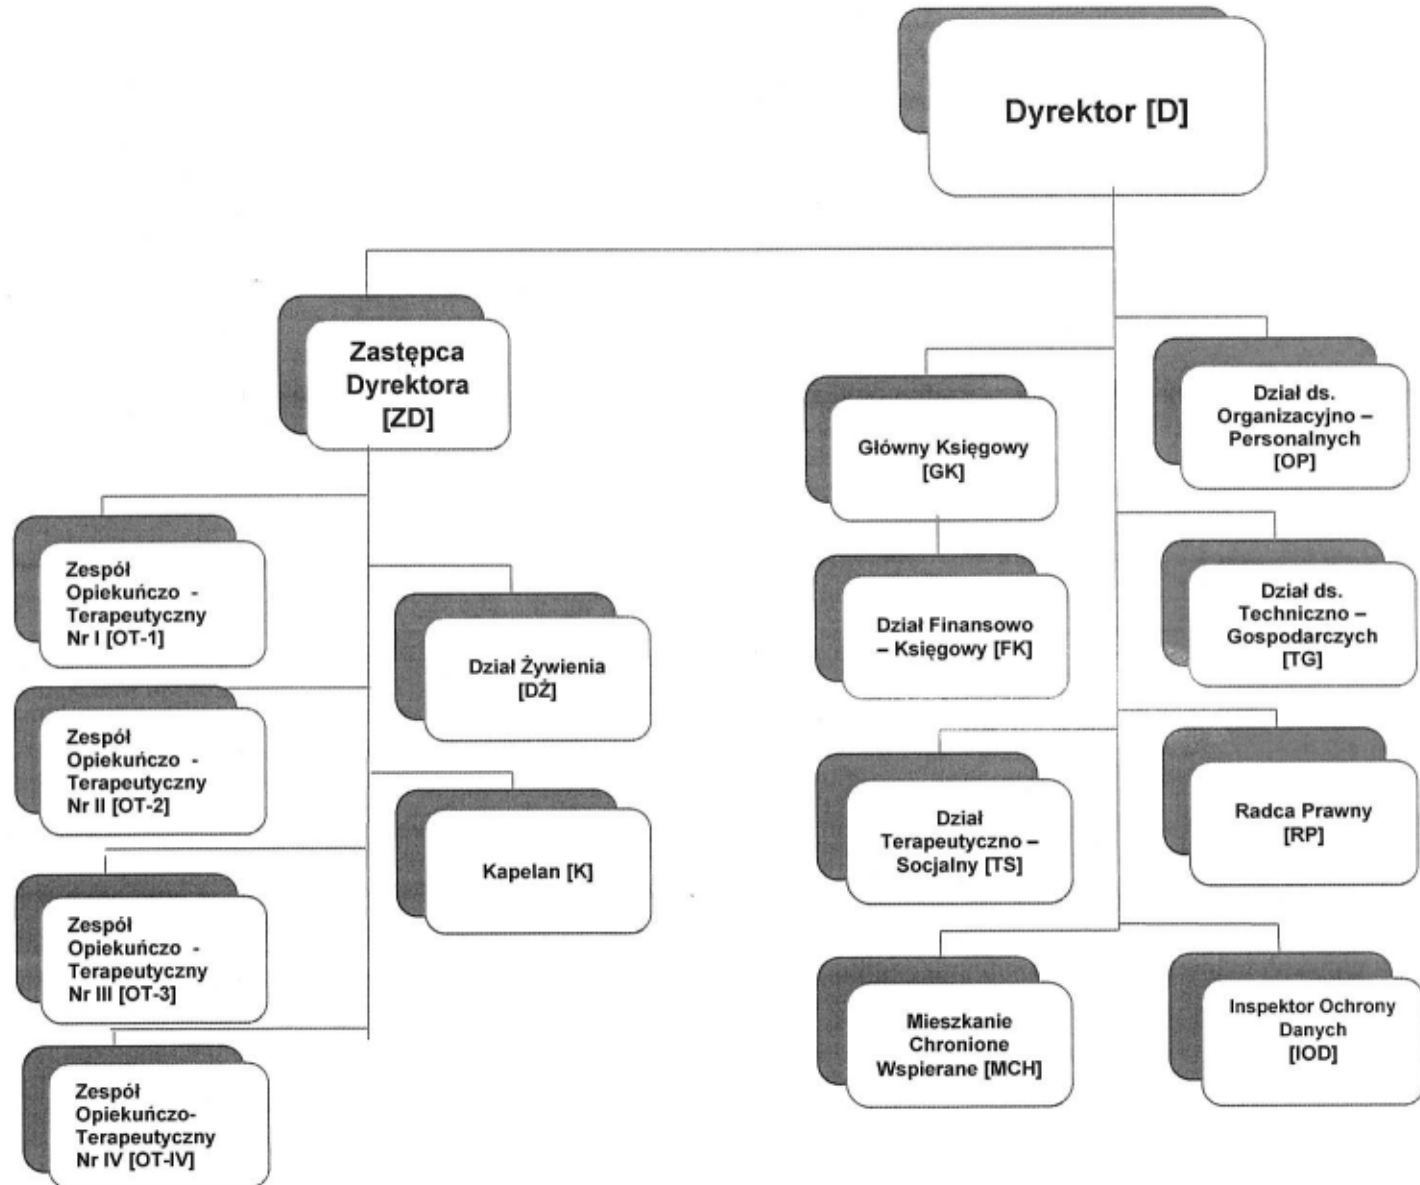 Dyrektor [D]
Zastępca
Dyrektora
[ZD]
Zespół
Opiekuńczo -
Terapeutyczny
Nr I [OT-1]
Zespół
Opiekuńczo -
Terapeutyczny
Nr II [OT-2]
Zespół
Opiekuńczo -
Terapeutyczny
Nr III [OT-3]
Zespół
Opiekuńczo-
Terapeutyczny
Nr IV [OT-IV]
Dział Żywienia
[DŻ]
Kapelan [K]
Główny Księgowy
[GK]
Dział Finansowo
– Księgowy [FK]
Dział
Terapeutyczno –
Socjalny [TS]
Mieszkanie
Chronione
Wspierane [MCH]
Dział ds.
Organizacyjno –
Personalnych
[OP]
Dział ds.
Techniczno –
Gospodarczych
[TG]
Radca Prawny
[RP]
Inspektor Ochrony
Danych
[IOD]